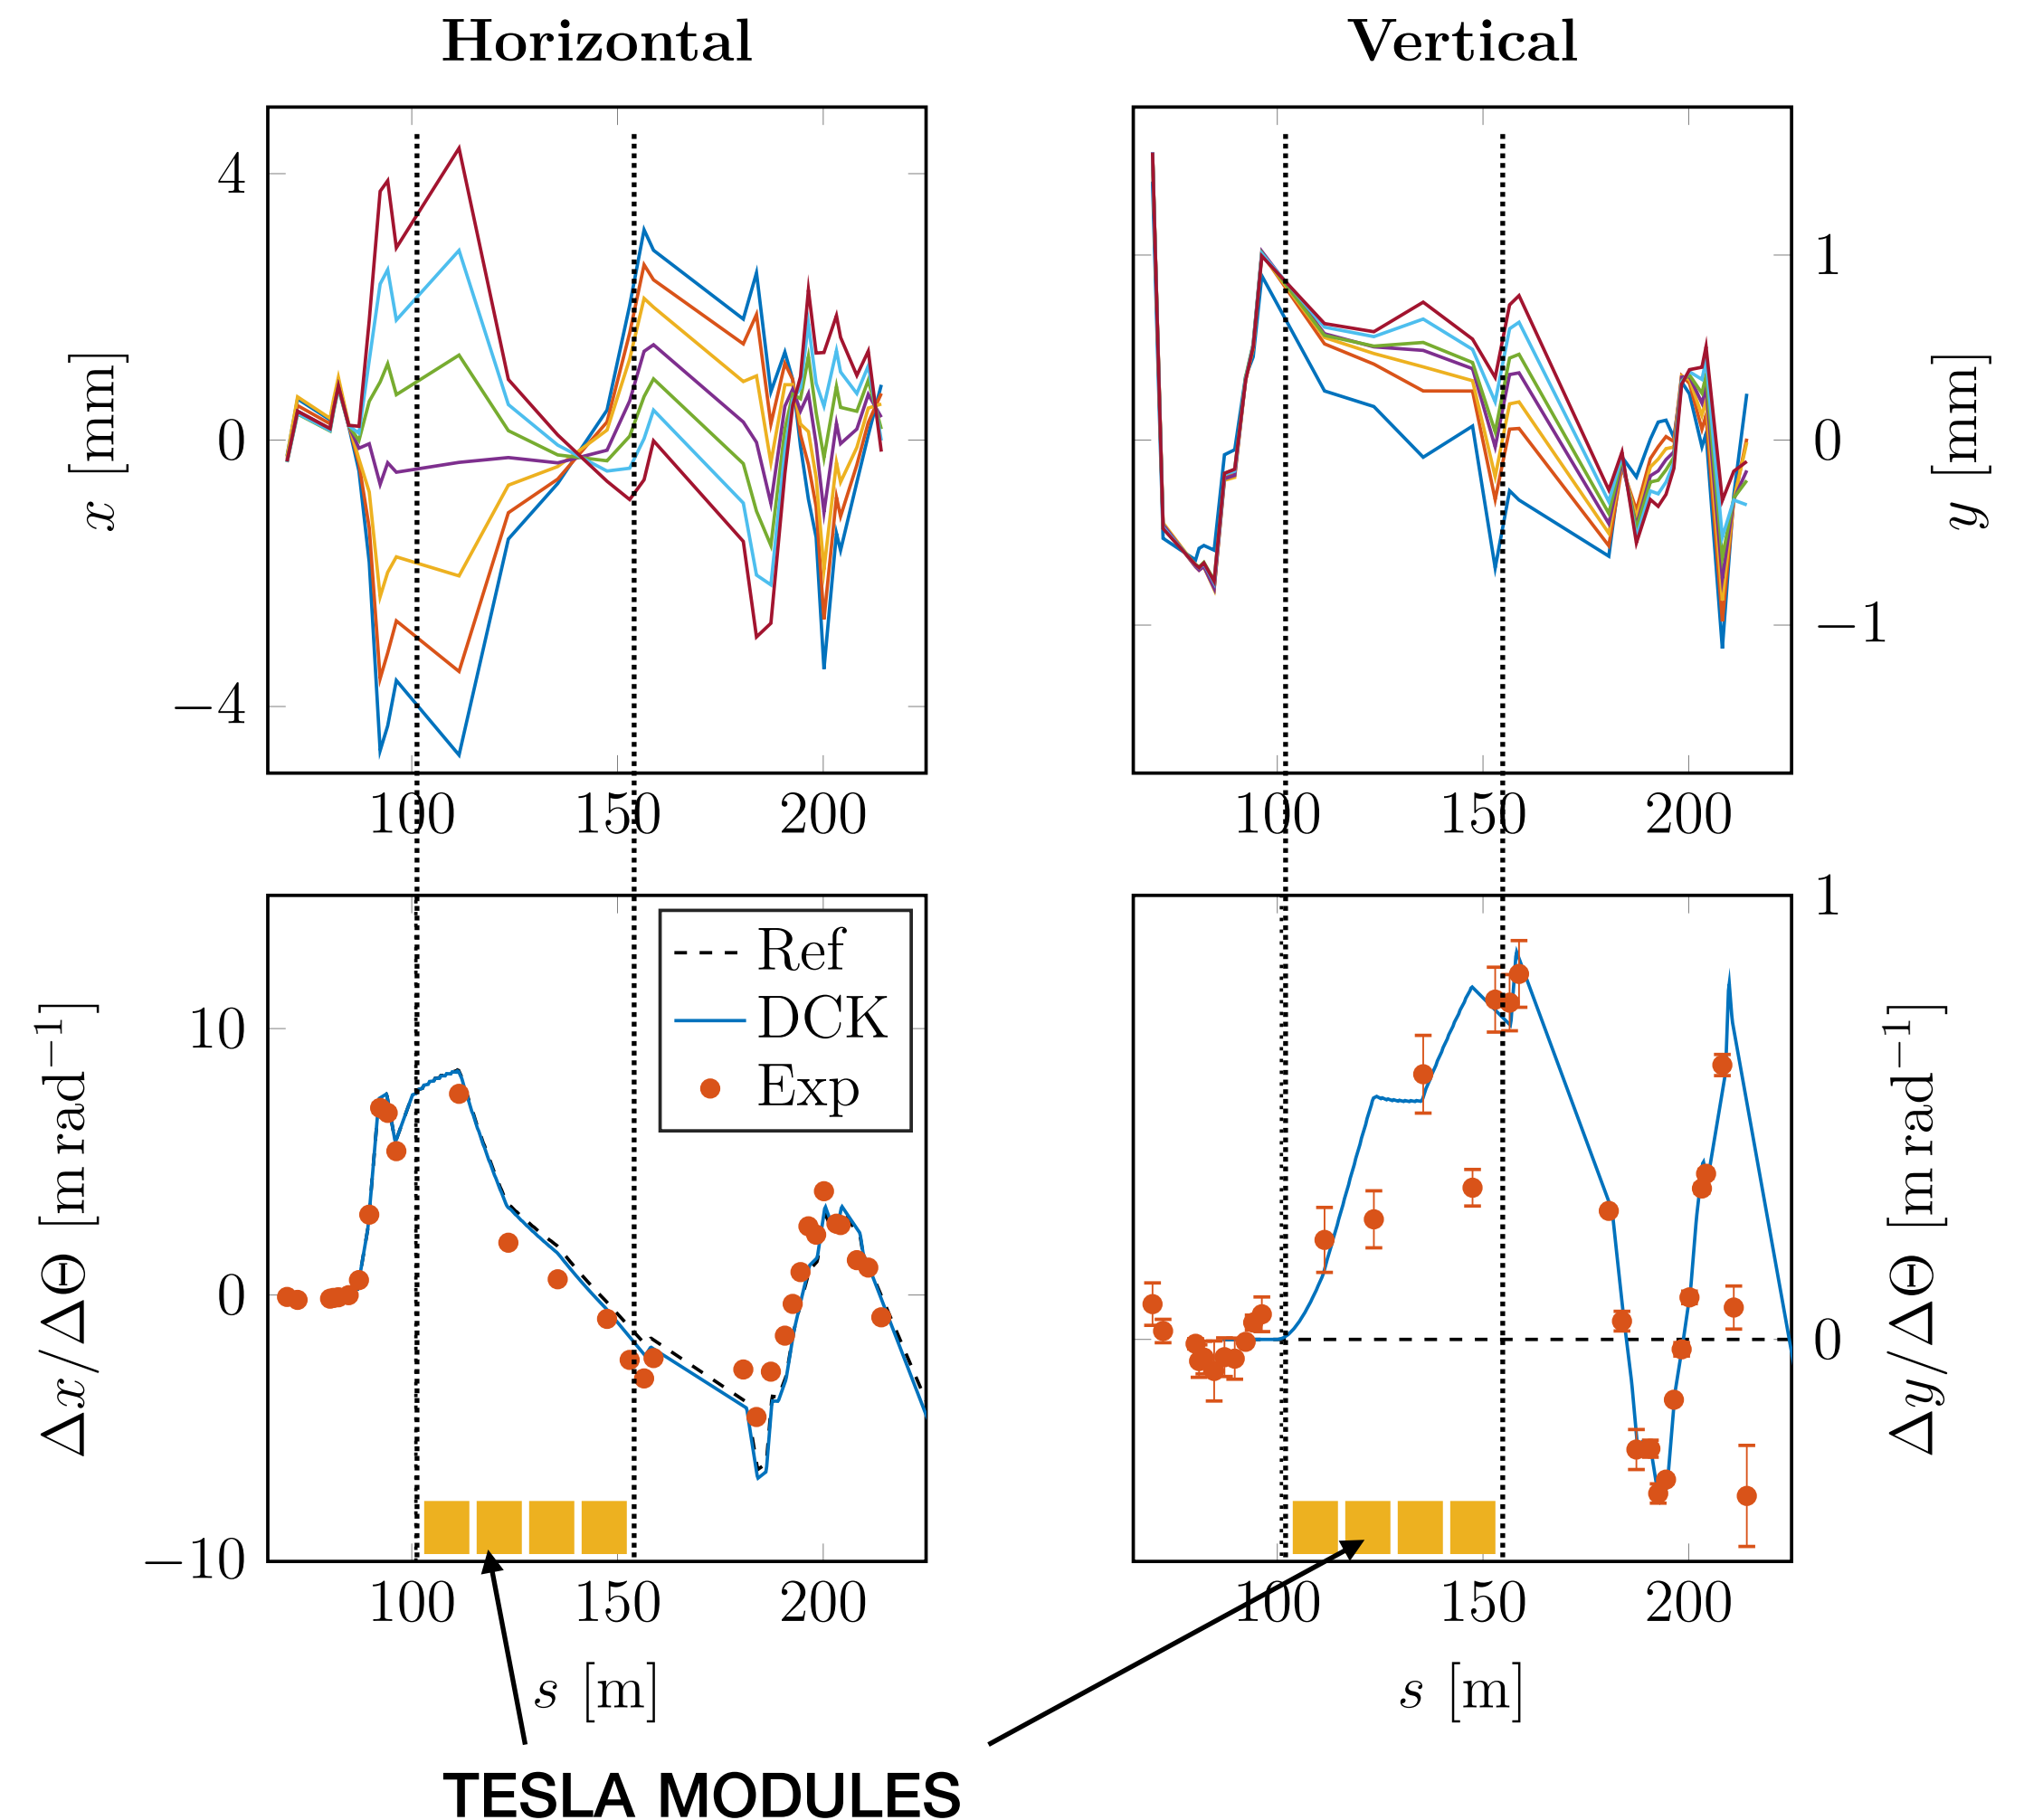 Horizontal
Vertical
x [mm]
4
0
−4
100 150 200
y [mm]
1
0
−1
100 150 200
Δx/ΔΘ [m rad⁻¹]
10
0
−10
Ref
DCK
Exp
100 150 200
s [m]
Δy/ΔΘ [m rad⁻¹]
1
0
100 150 200
s [m]
TESLA MODULES